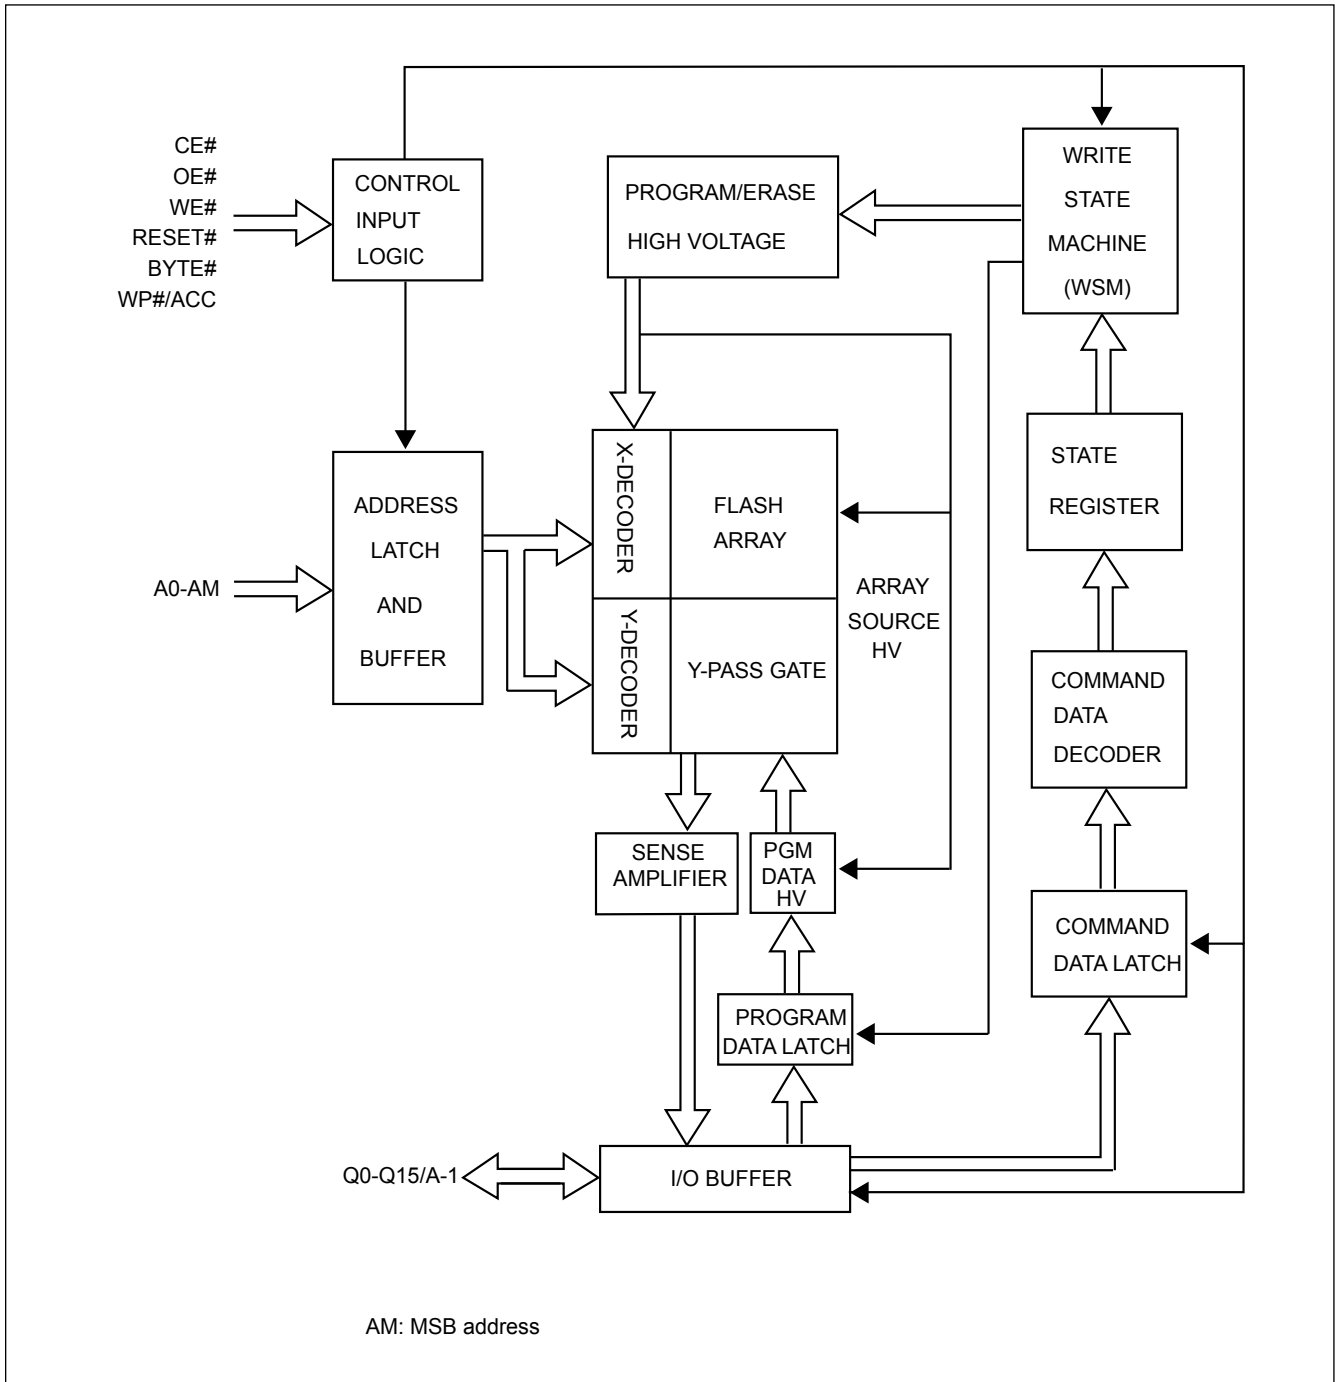 CE#
OE#
WE#
RESET#
BYTE#
WP#/ACC
CONTROL
INPUT
LOGIC
PROGRAM/ERASE
HIGH VOLTAGE
WRITE
STATE
MACHINE
(WSM)
STATE
REGISTER
A0-AM
ADDRESS
LATCH
AND
BUFFER
X-DECODER
FLASH
ARRAY
Y-DECODER
Y-PASS GATE
ARRAY
SOURCE
HV
COMMAND
DATA
DECODER
SENSE
AMPLIFIER
PGM
DATA
HV
COMMAND
DATA LATCH
PROGRAM
DATA LATCH
Q0-Q15/A-1
I/O BUFFER
AM: MSB address